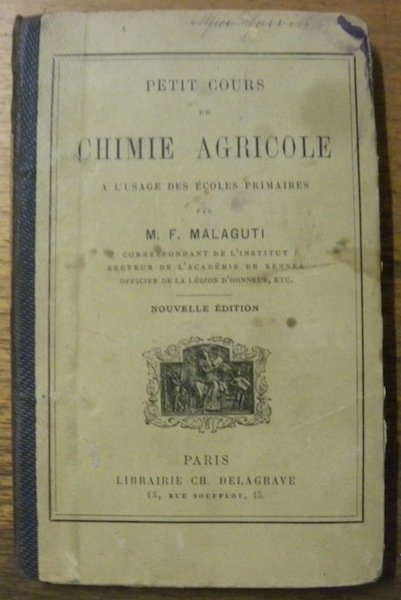 PETIT COURS
DE
CHIMIE AGRICOLE
A L'USAGE DES ÉCOLES PRIMAIRES
PAR
M. F. MALAGUTI
CORRESPONDANT DE L'INSTITUT
RECTEUR DE L'ACADÉMIE DE RENNES
OFFICIER DE LA LÉGION D'HONNEUR, ETC.
NOUVELLE ÉDITION
PARIS
LIBRAIRIE CH. DELAGRAVE
15, RUE SOUFFLOT, 15.